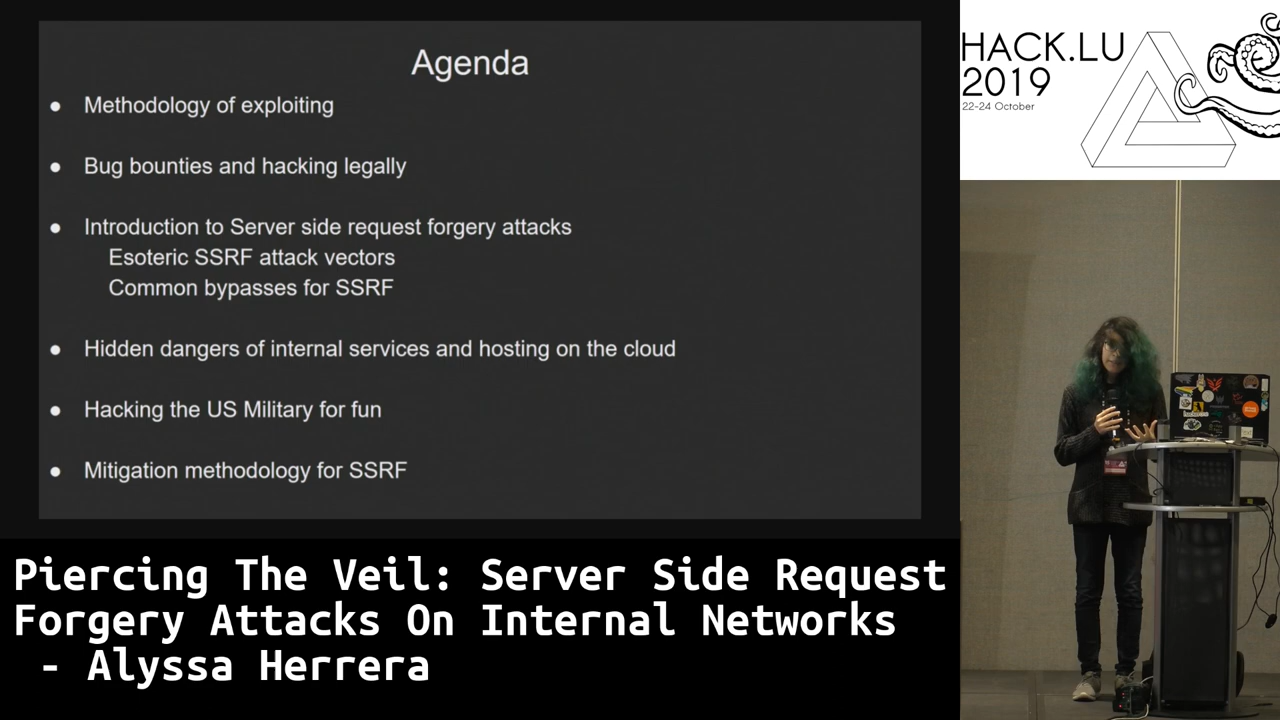 Agenda
● Methodology of exploiting
● Bug bounties and hacking legally
● Introduction to Server side request forgery attacks
Esoteric SSRF attack vectors
Common bypasses for SSRF
● Hidden dangers of internal services and hosting on the cloud
● Hacking the US Military for fun
● Mitigation methodology for SSRF
HACK.LU
2019
22-24 October
Piercing The Veil: Server Side Request
Forgery Attacks On Internal Networks
- Alyssa Herrera